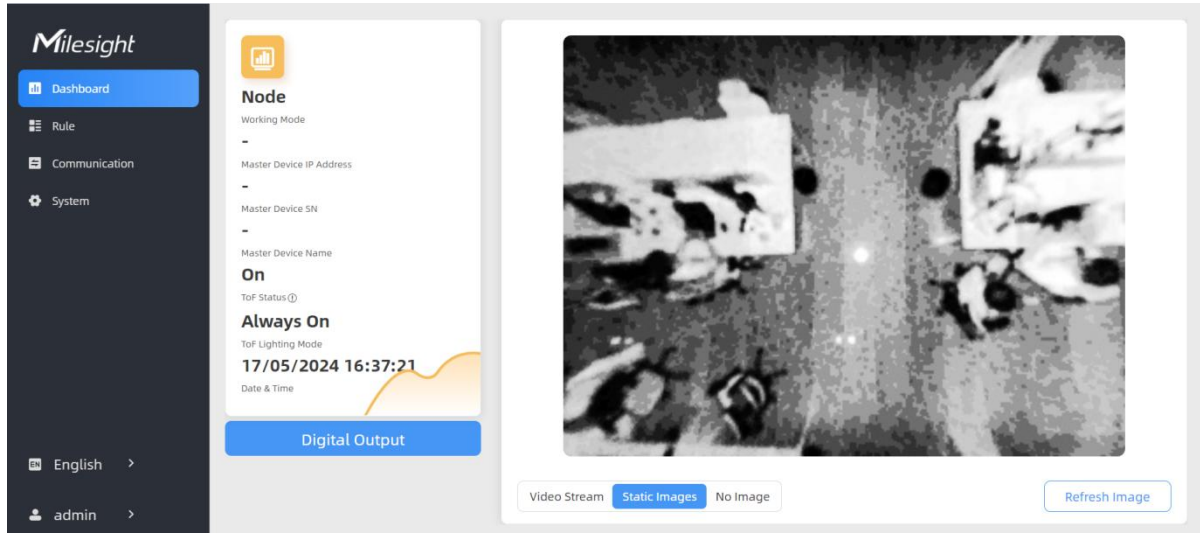 Milesight
Dashboard
Rule
Communication
System
EN English >
admin >
Node
Working Mode
-
Master Device IP Address
-
Master Device SN
-
Master Device Name
On
ToF Status
Always On
ToF Lighting Mode
17/05/2024 16:37:21
Date & Time
Digital Output
Video Stream Static Images No Image
Refresh Image